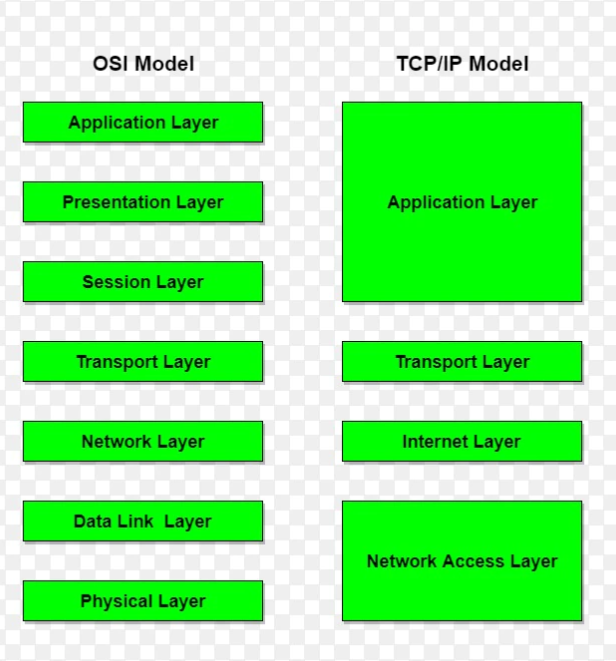 OSI Model
TCP/IP Model
Application Layer
Presentation Layer
Session Layer
Transport Layer
Network Layer
Data Link  Layer
Physical Layer
Application Layer
Transport Layer
Internet Layer
Network Access Layer